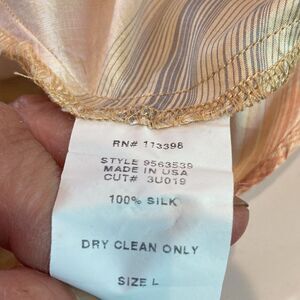 RN# 113398
STYLE 9563539
MADE IN USA
CUT# 3U019
100% SILK
DRY CLEAN ONLY
SIZE L